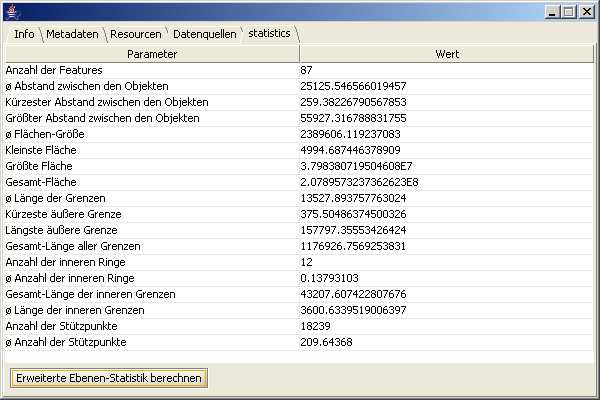 Info Metadaten Resourcen Datenquellen statistics
Parameter Wert
Anzahl der Features 87
ø Abstand zwischen den Objekten 25125.546566019457
Kürzester Abstand zwischen den Objekten 259.38226790567853
Größter Abstand zwischen den Objekten 55927.316788831755
ø Flächen-Größe 2389606.119237083
Kleinste Fläche 4994.687446378909
Größte Fläche 3.798380719504608E7
Gesamt-Fläche 2.0789573237362623E8
ø Länge der Grenzen 13527.893757763024
Kürzeste äußere Grenze 375.50486374500326
Längste äußere Grenze 157797.35553426424
Gesamt-Länge aller Grenzen 1176926.7569253831
Anzahl der inneren Ringe 12
ø Anzahl der inneren Ringe 0.13793103
Gesamt-Länge der inneren Grenzen 43207.607422807676
ø Länge der inneren Grenzen 3600.6339519006397
Anzahl der Stützpunkte 18239
ø Anzahl der Stützpunkte 209.64368
Erweiterte Ebenen-Statistik berechnen